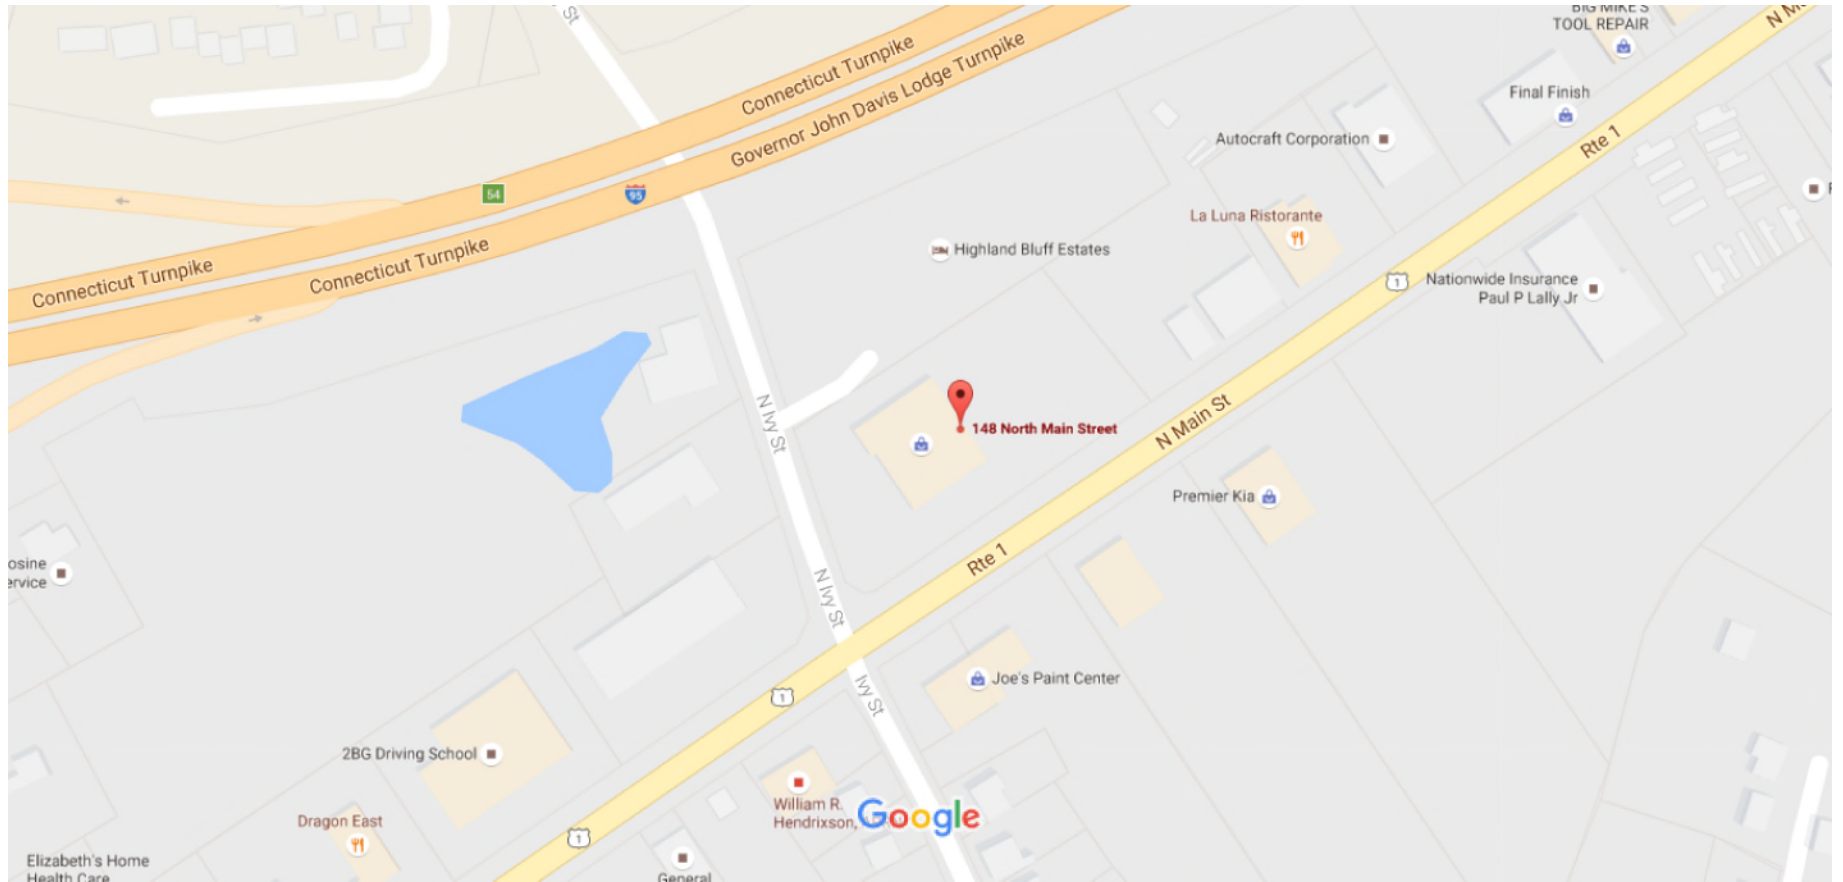 St
BIG MIKE'S
TOOL REPAIR
Connecticut Turnpike
Governor John Davis Lodge Turnpike
Final Finish
Autocraft Corporation
Rte 1
54
95
La Luna Ristorante
Highland Bluff Estates
Connecticut Turnpike
Connecticut Turnpike
1
Nationwide Insurance
Paul P Lally Jr
N Ivy St
148 North Main Street
N Main St
Premier Kia
Rte 1
N Ivy St
Joe's Paint Center
Ivy St
1
2BG Driving School
William R.
Hendrixson,
Google
Dragon East
1
Elizabeth's Home
Health Care
General